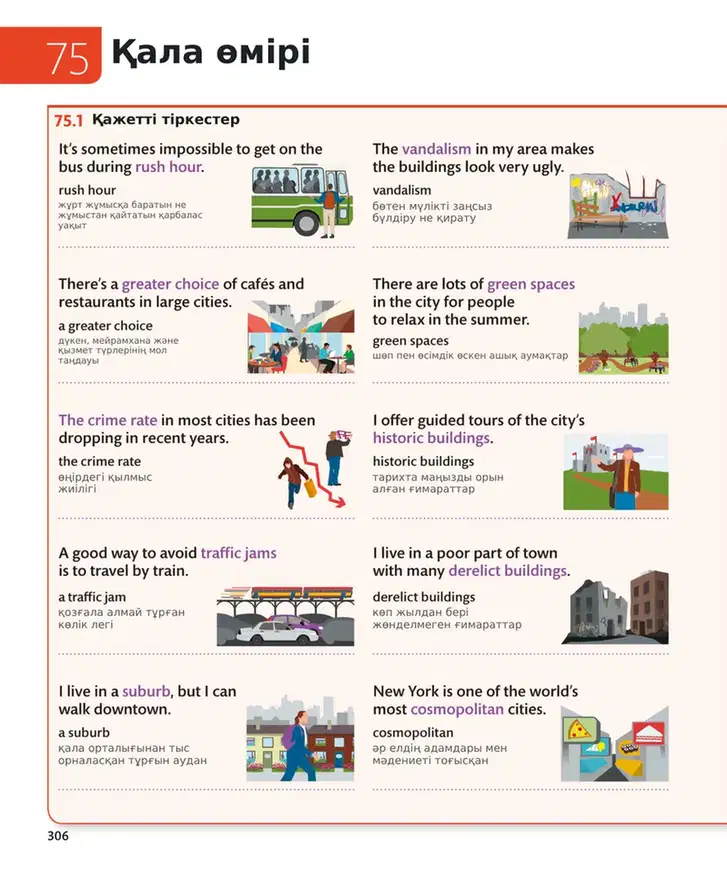 75 Қала өмірі
75.1 Қажетті тіркестер
It's sometimes impossible to get on the
bus during rush hour.
rush hour
жұрт жұмысқа баратын не
жұмыстан қайтатын қарбалас
уақыт
The vandalism in my area makes
the buildings look very ugly.
vandalism
бөтен мүлікті заңсыз
бүлдіру не қирату
There's a greater choice of cafés and
restaurants in large cities.
a greater choice
дүкен, мейрамхана және
қызмет түрлерінің мол
таңдауы
There are lots of green spaces
in the city for people
to relax in the summer.
green spaces
шөп пен өсімдік өскен ашық аумақтар
The crime rate in most cities has been
dropping in recent years.
the crime rate
өңірдегі қылмыс
жиілігі
I offer guided tours of the city's
historic buildings.
historic buildings
тарихта маңызды орын
алған ғимараттар
A good way to avoid traffic jams
is to travel by train.
a traffic jam
қозғала алмай тұрған
көлік легі
I live in a poor part of town
with many derelict buildings.
derelict buildings
көп жылдан бері
жөнделмеген ғимараттар
I live in a suburb, but I can
walk downtown.
a suburb
қала орталығынан тыс
орналасқан тұрғын аудан
New York is one of the world's
most cosmopolitan cities.
cosmopolitan
әр елдің адамдары мен
мәдениеті тоғысқан
306